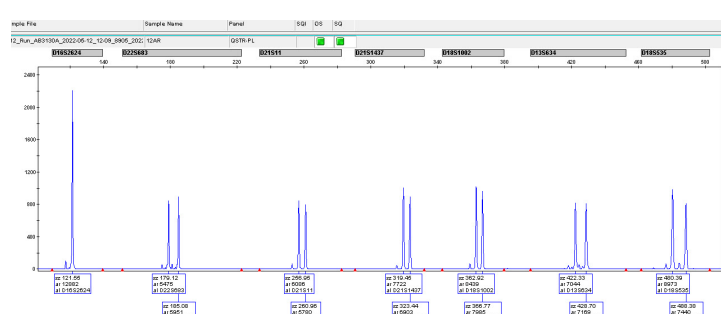 mple File Sample Name Panel SQI OS SQ
12_Run_AB3130A_2022-05-12_12-09_8905_202: 12AR QSTR-PL
D16S2624 D22S683 D21S11 D21S1437 D18S1002 D13S634 D18S535
140 180 220 260 300 340 380 420 460 500
2400
2000
1600
1200
800
400
0
sz 121.56 sz 179.12 sz 256.95 sz 319.46 sz 362.92 sz 422.33 sz 480.39
ar 12882 ar 5475 ar 6086 ar 7722 ar 8439 ar 7044 ar 8973
al D16S2624 al D22S683 al D21S11 al D21S1437 al D18S1002 al D13S634 al D18S535
sz 185.08 sz 260.96 sz 323.44 sz 366.77 sz 428.70 sz 488.38
ar 5951 ar 5780 ar 6903 ar 7985 ar 7169 ar 7440